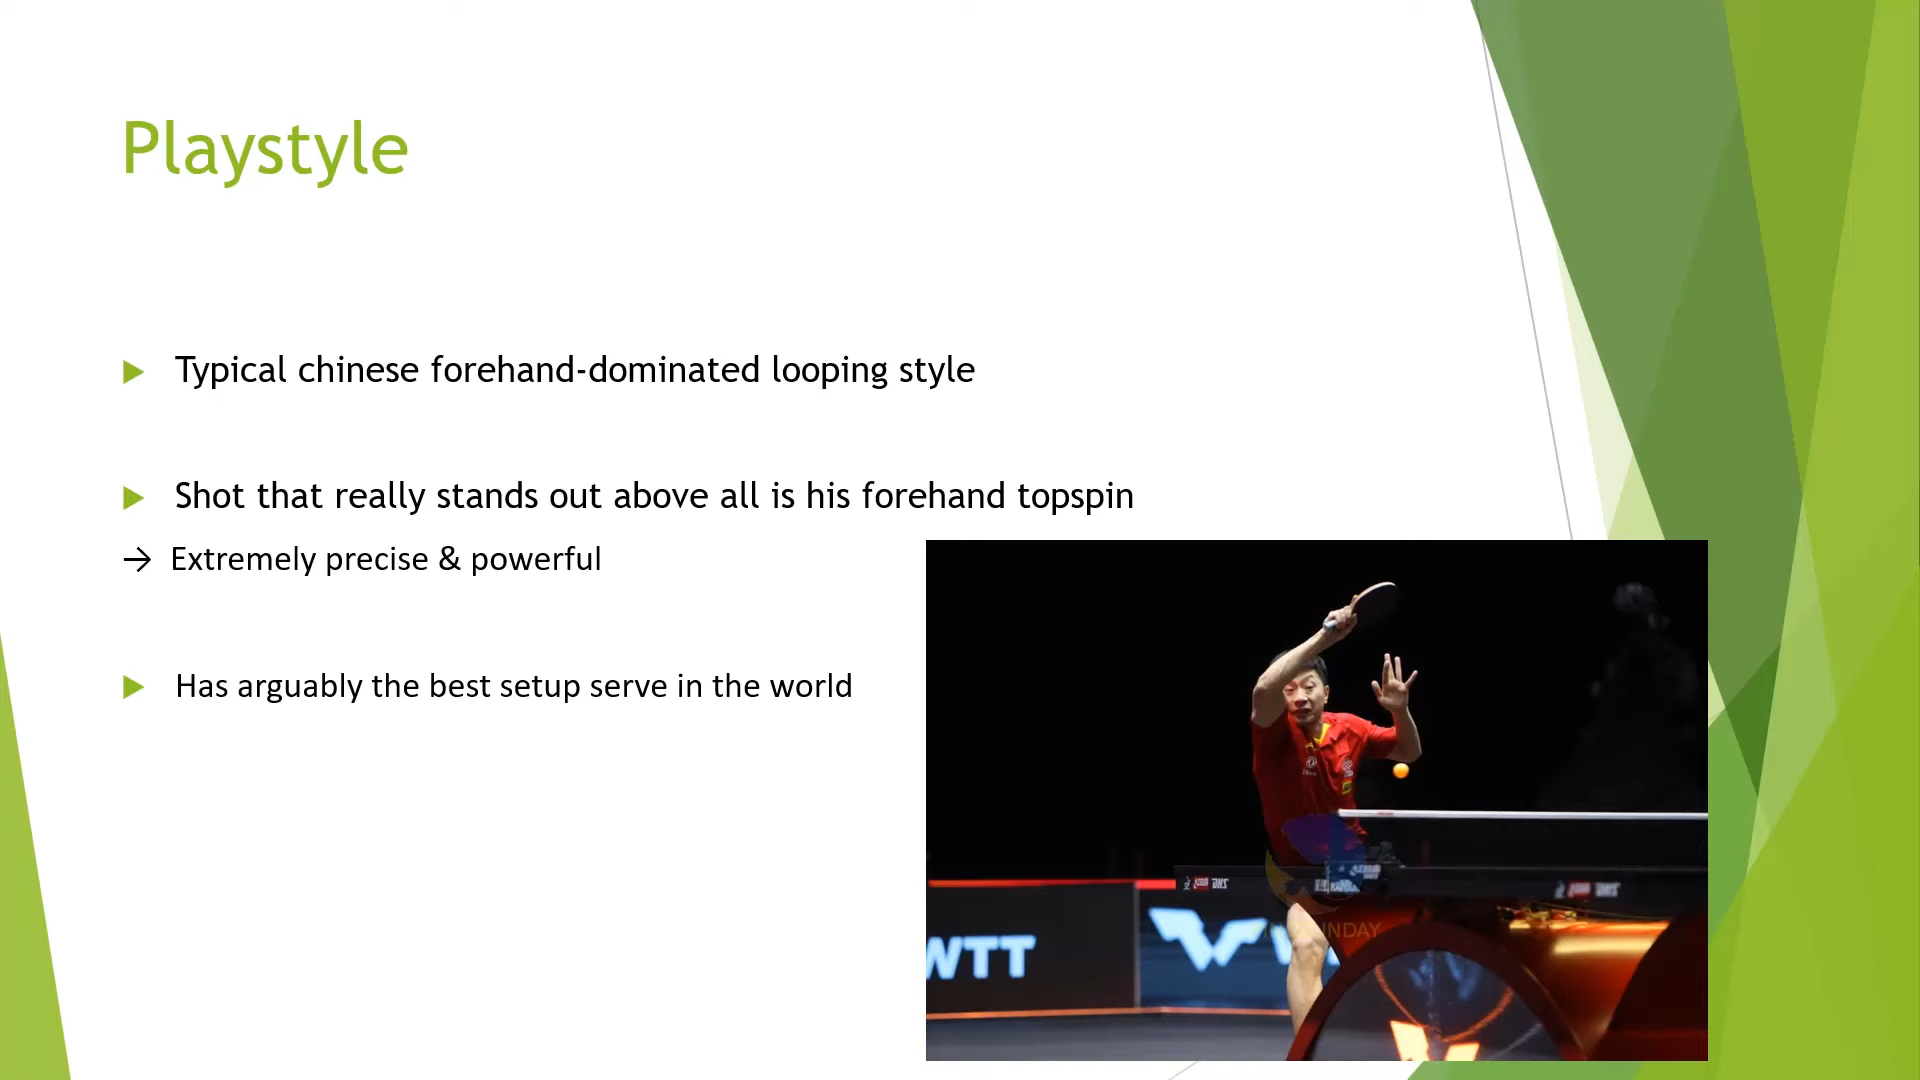 Playstyle
Typical chinese forehand-dominated looping style
Shot that really stands out above all is his forehand topspin
→ Extremely precise & powerful
Has arguably the best setup serve in the world
WTT